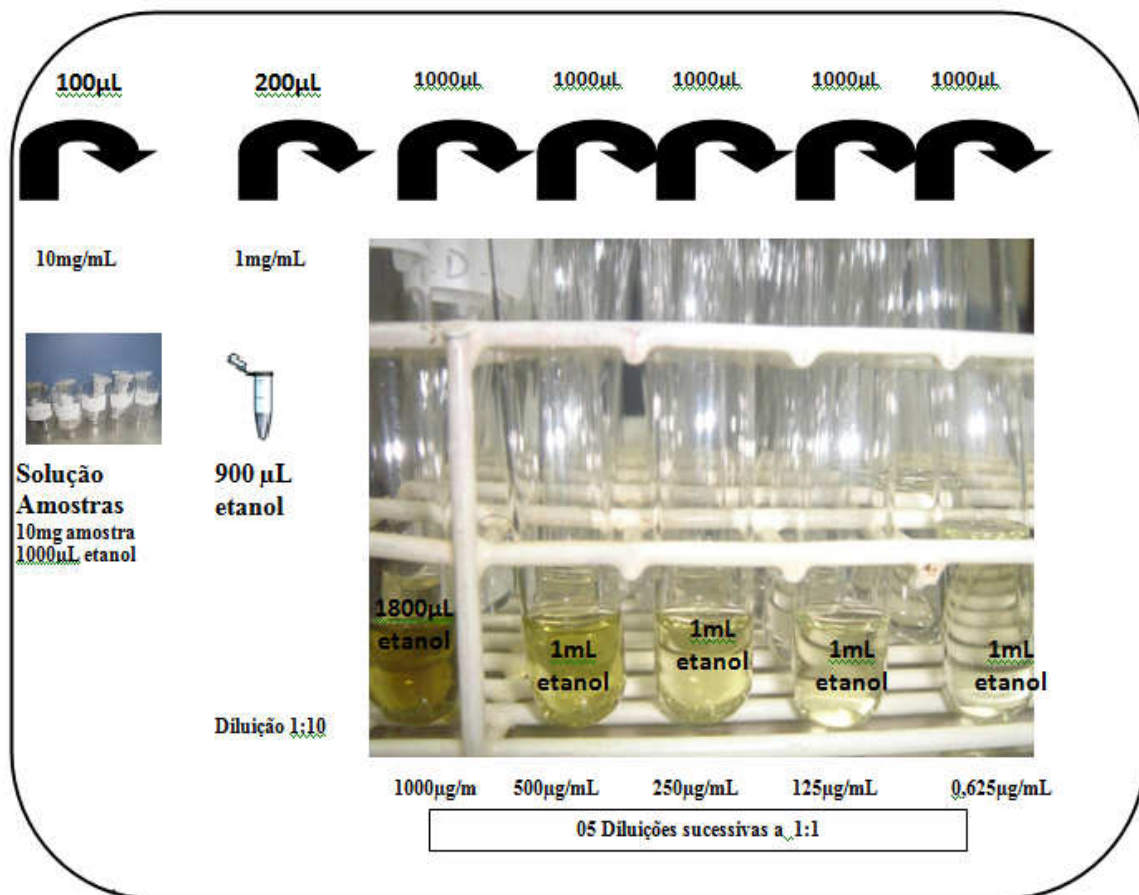 100µL 200µL 1000µL 1000µL 1000µL 1000µL 1000µL
10mg/mL 1mg/mL
- D -
Solução
Amostras
10mg amostra
1000µL etanol
900 µL
etanol
1800µL
etanol
1mL
etanol
1mL
etanol
1mL
etanol
1mL
etanol
Diluição 1:10
1000µg/m 500µg/mL 250µg/mL 125µg/mL 0,625µg/mL
05 Diluições sucessivas a 1:1